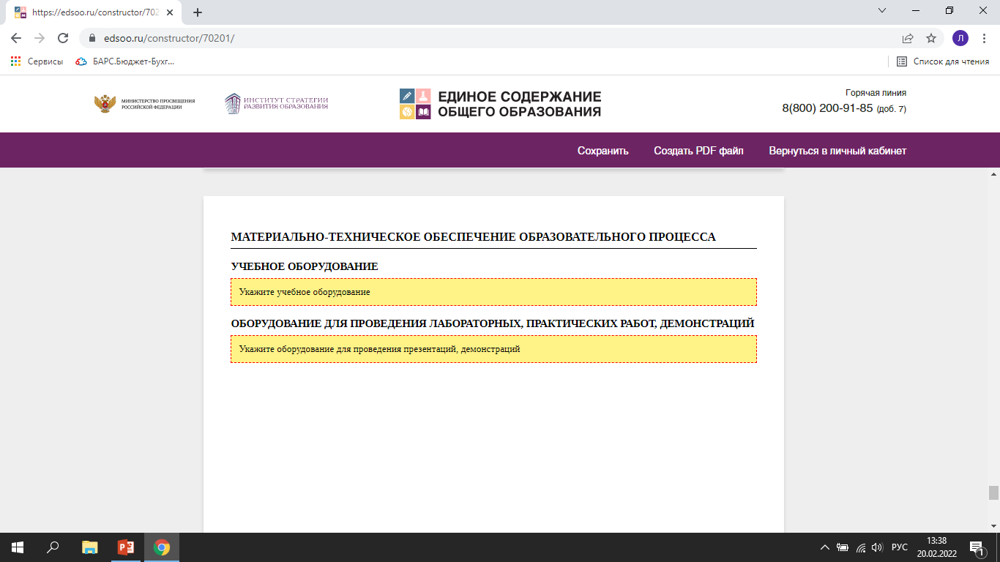 https://edsoo.ru/constructor/702
edsoo.ru/constructor/70201/
Л
Сервисы
БАРС.Бюджет-Бухг...
Список для чтения
МИНИСТЕРСТВО ПРОСВЕЩЕНИЯ
РОССИЙСКОЙ ФЕДЕРАЦИИ
ИНСТИТУТ СТРАТЕГИИ
РАЗВИТИЯ ОБРАЗОВАНИЯ
ЕДИНОЕ СОДЕРЖАНИЕ
ОБЩЕГО ОБРАЗОВАНИЯ
Горячая линия
8(800) 200-91-85 (доб. 7)
Сохранить
Создать PDF файл
Вернуться в личный кабинет
МАТЕРИАЛЬНО-ТЕХНИЧЕСКОЕ ОБЕСПЕЧЕНИЕ ОБРАЗОВАТЕЛЬНОГО ПРОЦЕССА
УЧЕБНОЕ ОБОРУДОВАНИЕ
Укажите учебное оборудование
ОБОРУДОВАНИЕ ДЛЯ ПРОВЕДЕНИЯ ЛАБОРАТОРНЫХ, ПРАКТИЧЕСКИХ РАБОТ, ДЕМОНСТРАЦИЙ
Укажите оборудование для проведения презентаций, демонстраций
РУС
13:38
20.02.2022
1